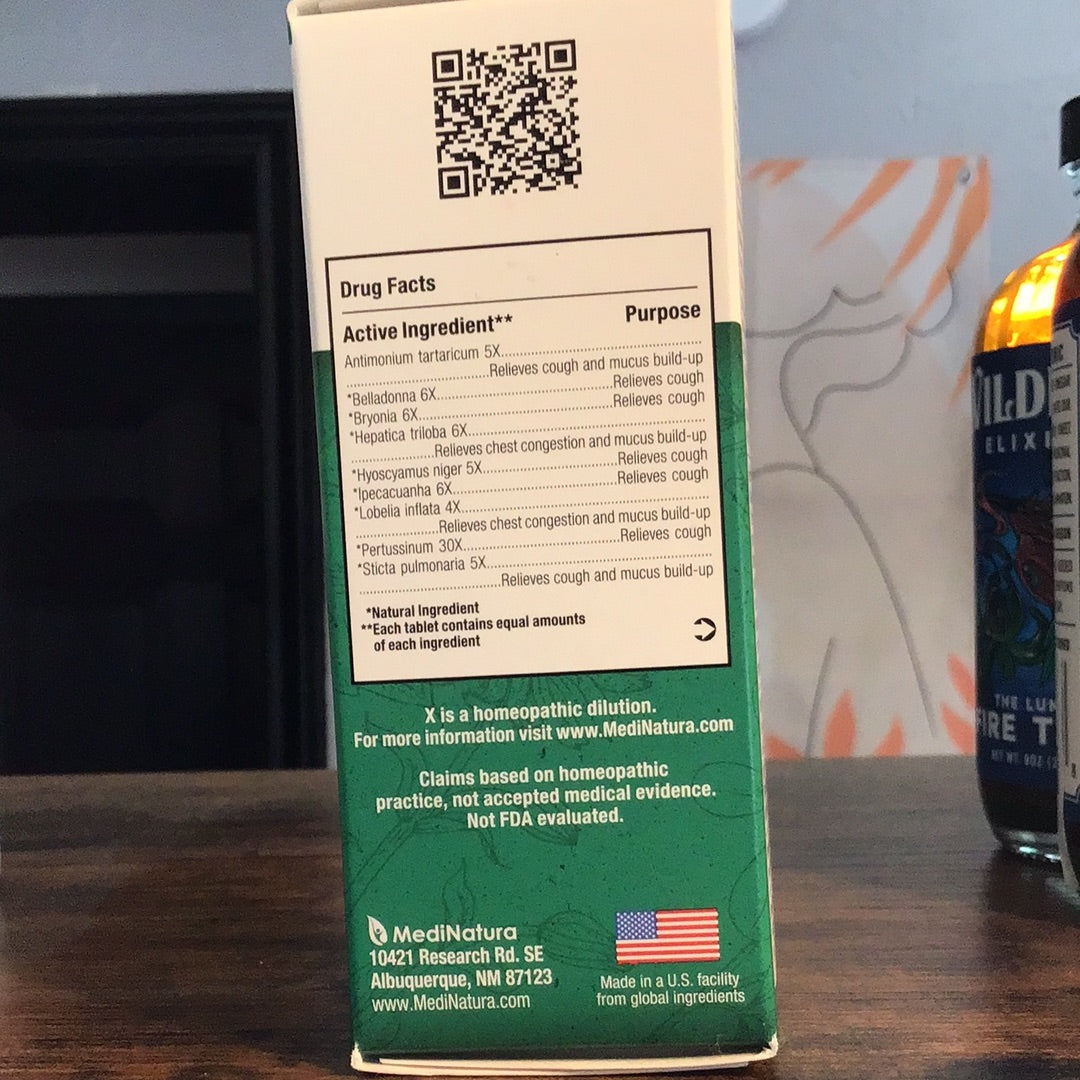 Drug Facts
Active Ingredient** Purpose
Antimonium tartaricum 5X
Relieves cough and mucus build-up
*Belladonna 6X Relieves cough
*Bryonia 6X Relieves cough
*Hepatica triloba 6X
Relieves chest congestion and mucus build-up
*Hyoscyamus niger 5X Relieves cough
*Ipecacuanha 6X Relieves cough
*Lobelia inflata 4X
Relieves chest congestion and mucus build-up
*Pertussinum 30X Relieves cough
*Sticta pulmonaria 5X
Relieves cough and mucus build-up
*Natural Ingredient
**Each tablet contains equal amounts
of each ingredient
X is a homeopathic dilution.
For more information visit www.MediNatura.com
Claims based on homeopathic
practice, not accepted medical evidence.
Not FDA evaluated.
MediNatura
10421 Research Rd. SE
Albuquerque, NM 87123
www.MediNatura.com
Made in a U.S. facility
from global ingredients
THE